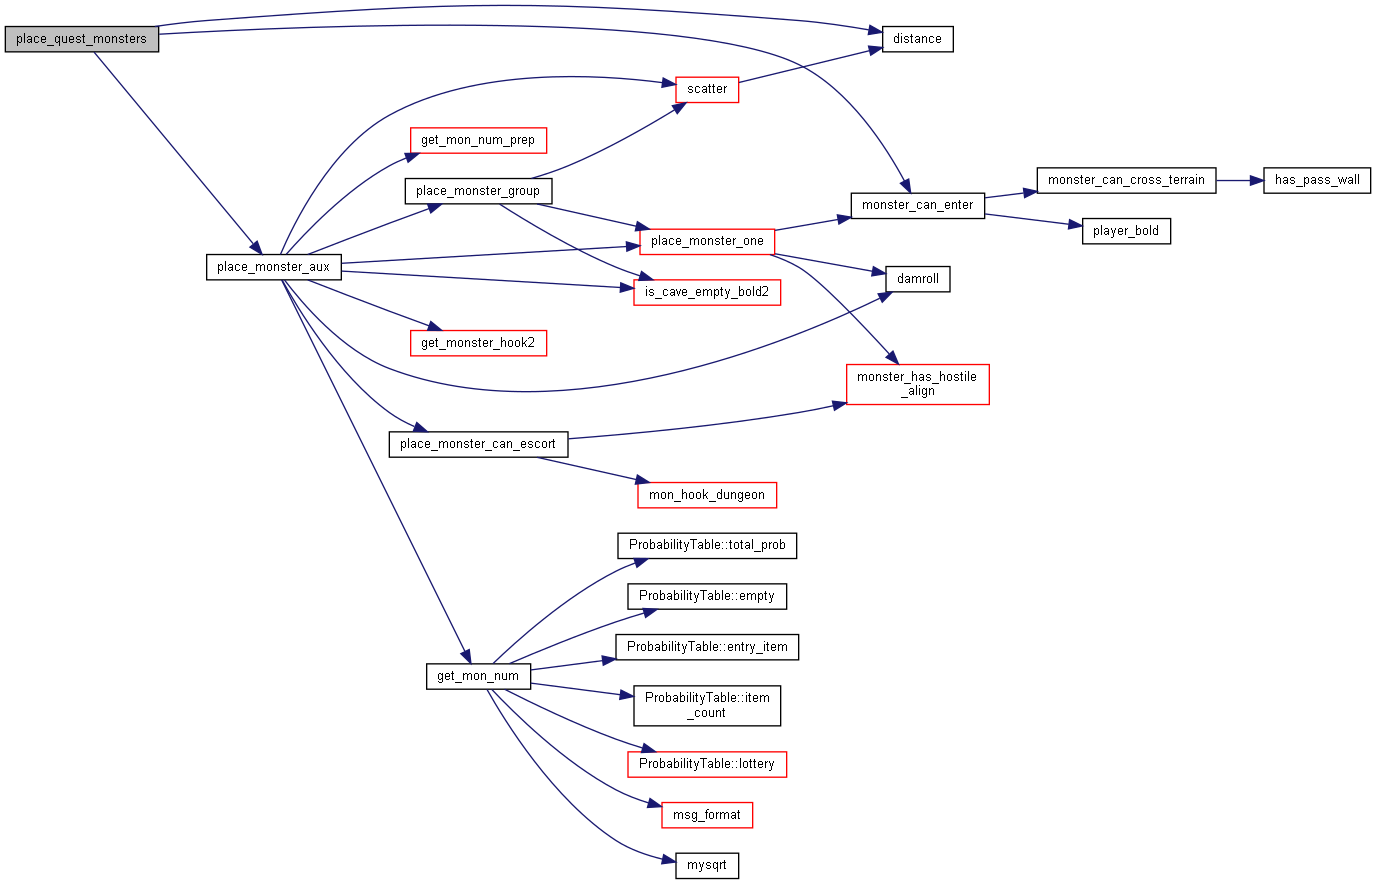 place_quest_monsters
distance
scatter
get_mon_num_prep
place_monster_group
monster_can_cross_terrain
has_pass_wall
monster_can_enter
player_bold
place_monster_one
place_monster_aux
damroll
is_cave_empty_bold2
get_monster_hook2
monster_has_hostile
_align
place_monster_can_escort
mon_hook_dungeon
ProbabilityTable::total_prob
ProbabilityTable::empty
ProbabilityTable::entry_item
get_mon_num
ProbabilityTable::item
_count
ProbabilityTable::lottery
msg_format
mysqrt